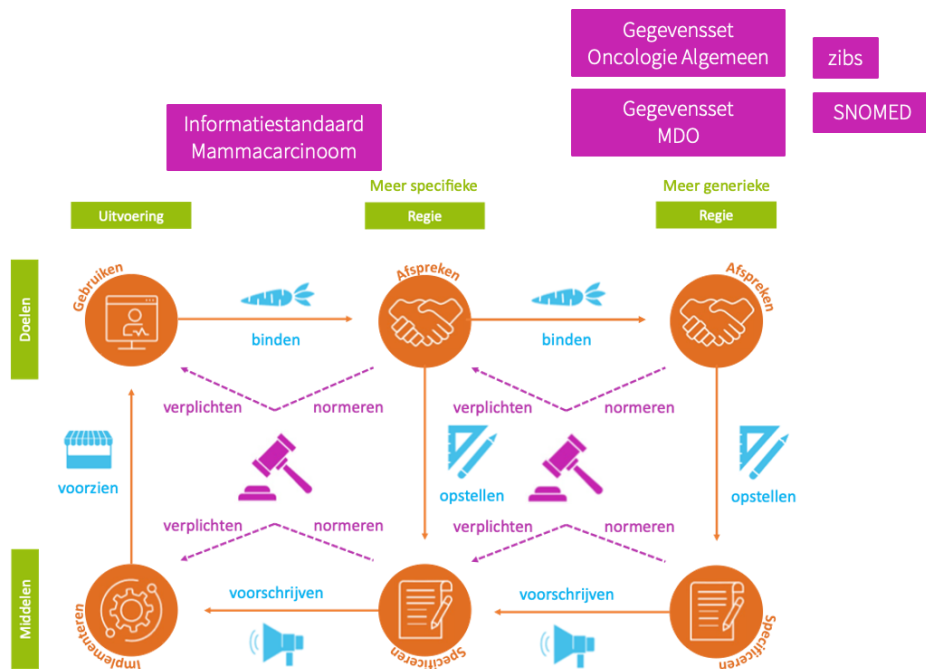 Gegevensset
Oncologie Algemeen
zibs
Gegevensset
MDO
SNOMED
Informatiestandaard
Mammacarcinoom
Meer specifieke
Meer generieke
Uitvoering
Regie
Regie
Doelen
Gebruiken
Afspreken
Afspreken
binden
binden
verplichten
normeren
verplichten
normeren
voorzien
opstellen
opstellen
verplichten
normeren
verplichten
normeren
Middelen
voorschrijven
voorschrijven
Implementeren
Specificeren
Specificeren